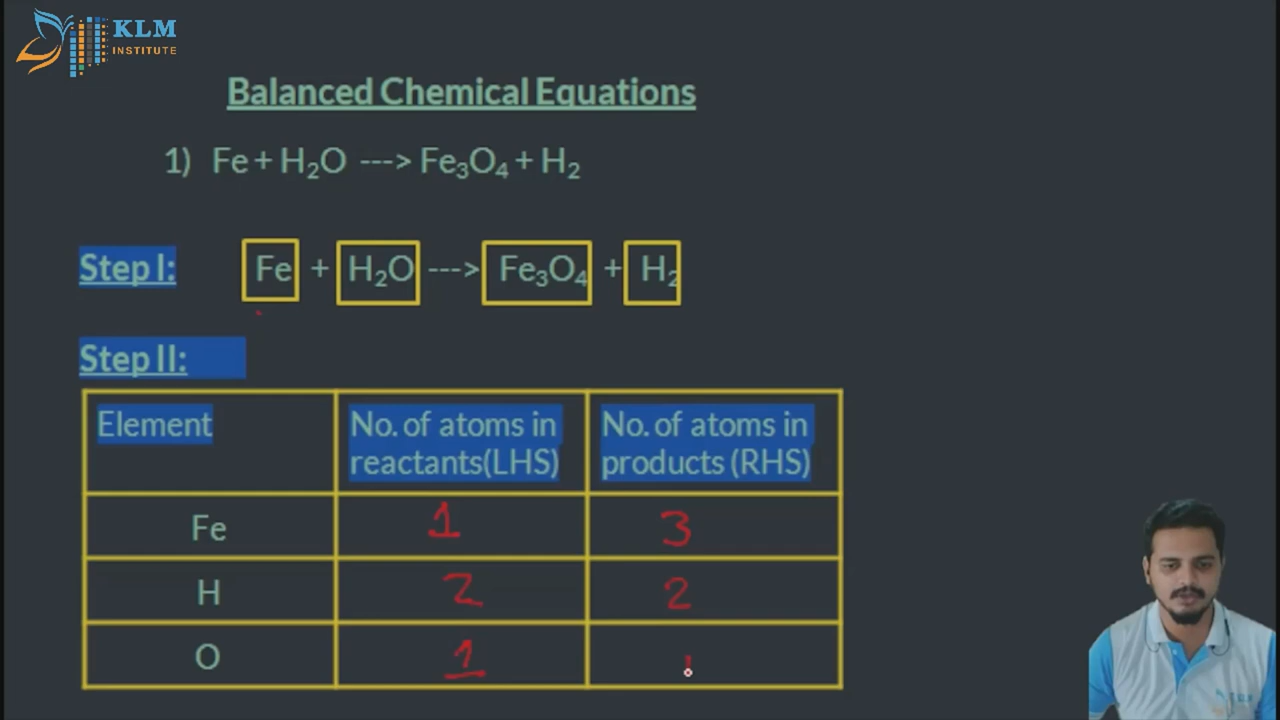 KLM
INSTITUTE
Balanced Chemical Equations
1) Fe + H₂O ---> Fe₃O₄ + H₂
Step I: Fe + H₂O ---> Fe₃O₄ + H₂
Step II:
Element No. of atoms in reactants(LHS) No. of atoms in products (RHS)
Fe 1 3
H 2 2
O 1